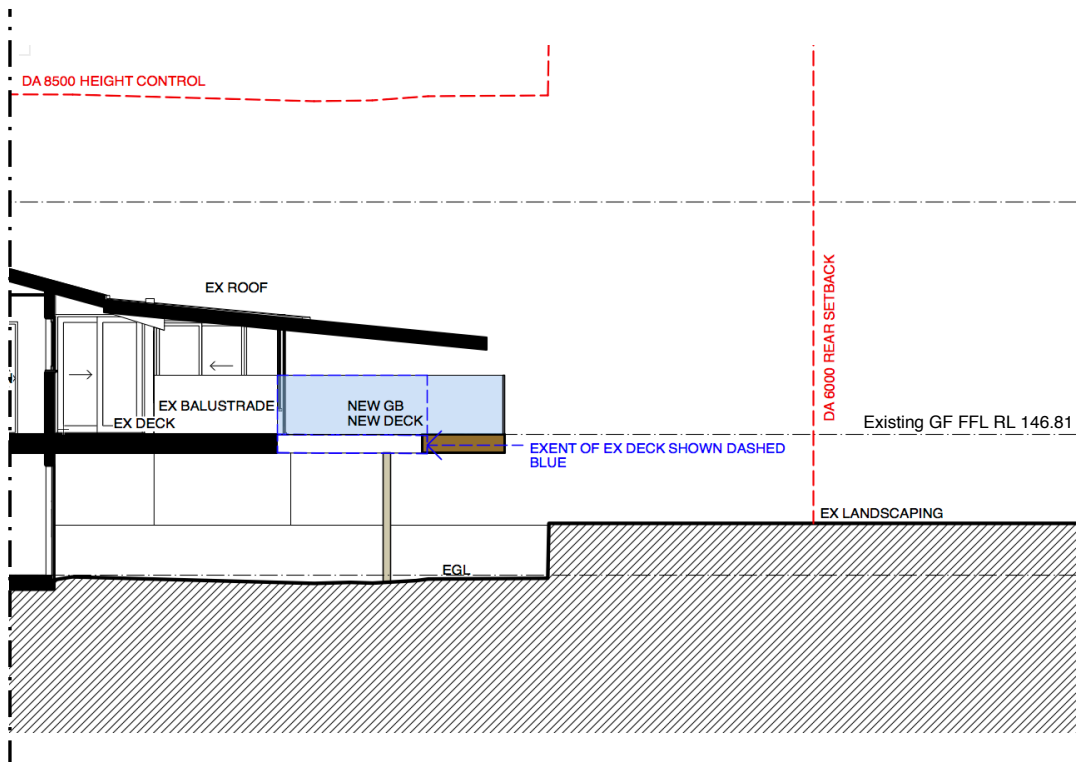 DA 8500 HEIGHT CONTROL
DA 6000 REAR SETBACK
EX ROOF
EX BALUSTRADE
EX DECK
NEW GB
NEW DECK
Existing GF FFL RL 146.81
EXENT OF EX DECK SHOWN DASHED
BLUE
EX LANDSCAPING
EGL